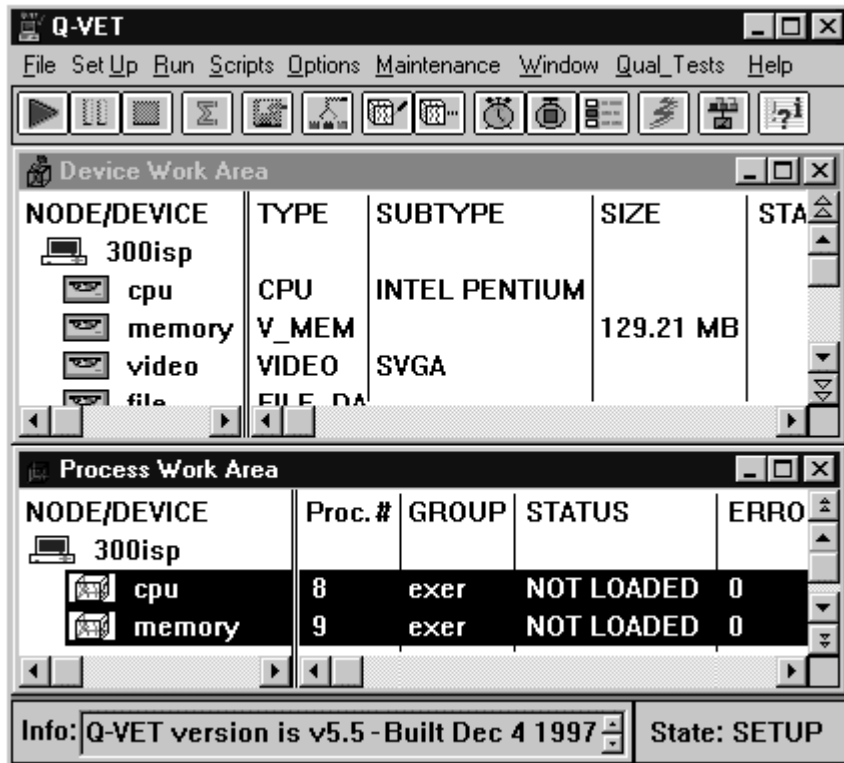 Q-VET
File Set Up Run Scripts Options Maintenance Window Qual_Tests Help
Device Work Area
NODE/DEVICE TYPE SUBTYPE SIZE STA
300isp
cpu CPU INTEL PENTIUM
memory V_MEM 129.21 MB
video VIDEO SVGA
file FILE_DA
Process Work Area
NODE/DEVICE Proc.# GROUP STATUS ERRO
300isp
cpu 8 exer NOT LOADED 0
memory 9 exer NOT LOADED 0
Info: Q-VET version is v5.5 - Built Dec 4 1997 State: SETUP